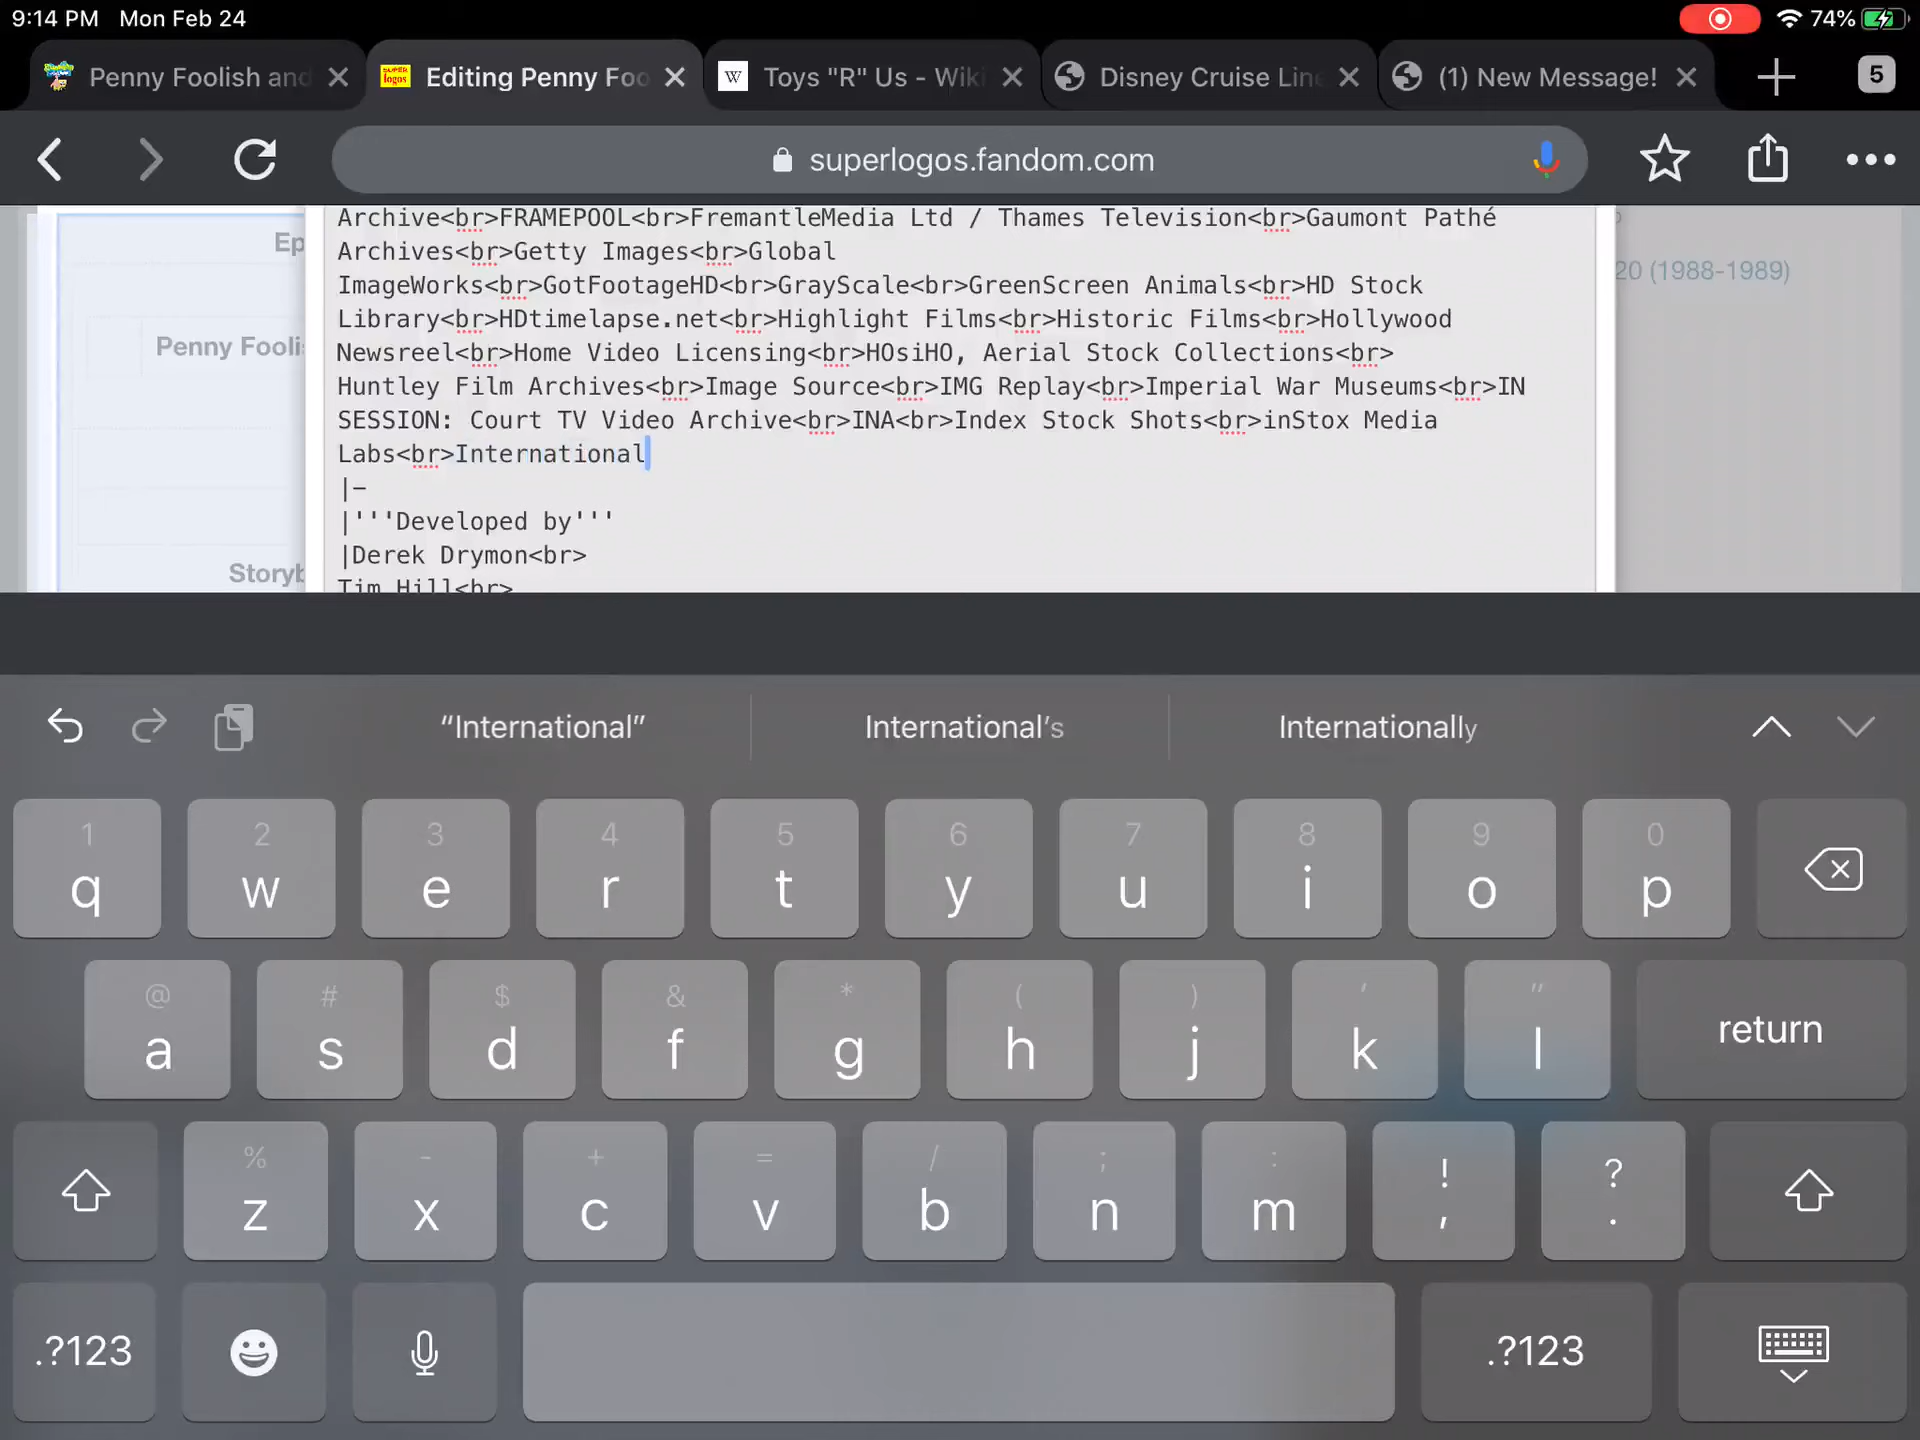 9:14 PM Mon Feb 24
74%
Penny Foolish and
Editing Penny Foo
W Toys "R" Us - Wiki
Disney Cruise Line
(1) New Message!
5
superlogos.fandom.com
Archive<br>FRAMEPOOL<br>FremantleMedia Ltd / Thames Television<br>Gaumont Pathé
Archives<br>Getty Images<br>Global
ImageWorks<br>GotFootageHD<br>GrayScale<br>GreenScreen Animals<br>HD Stock
Library<br>HDtimelapse.net<br>Highlight Films<br>Historic Films<br>Hollywood
Newsreel<br>Home Video Licensing<br>HOsiHO, Aerial Stock Collections<br>
Huntley Film Archives<br>Image Source<br>IMG Replay<br>Imperial War Museums<br>IN
SESSION: Court TV Video Archive<br>INA<br>Index Stock Shots<br>inStox Media
Labs<br>International
|-
|'''Developed by'''
|Derek Drymon<br>
Tim Hill<br>
Ep
Penny Fooli
Storyb
20 (1988-1989)
“International” International's Internationally
1 2 3 4 5 6 7 8 9 0
q w e r t y u i o p
@ # $ & * ( ) ' "
a s d f g h j k l return
% - + = / ; : ! ?
z x c v b n m , .
.?123 .?123